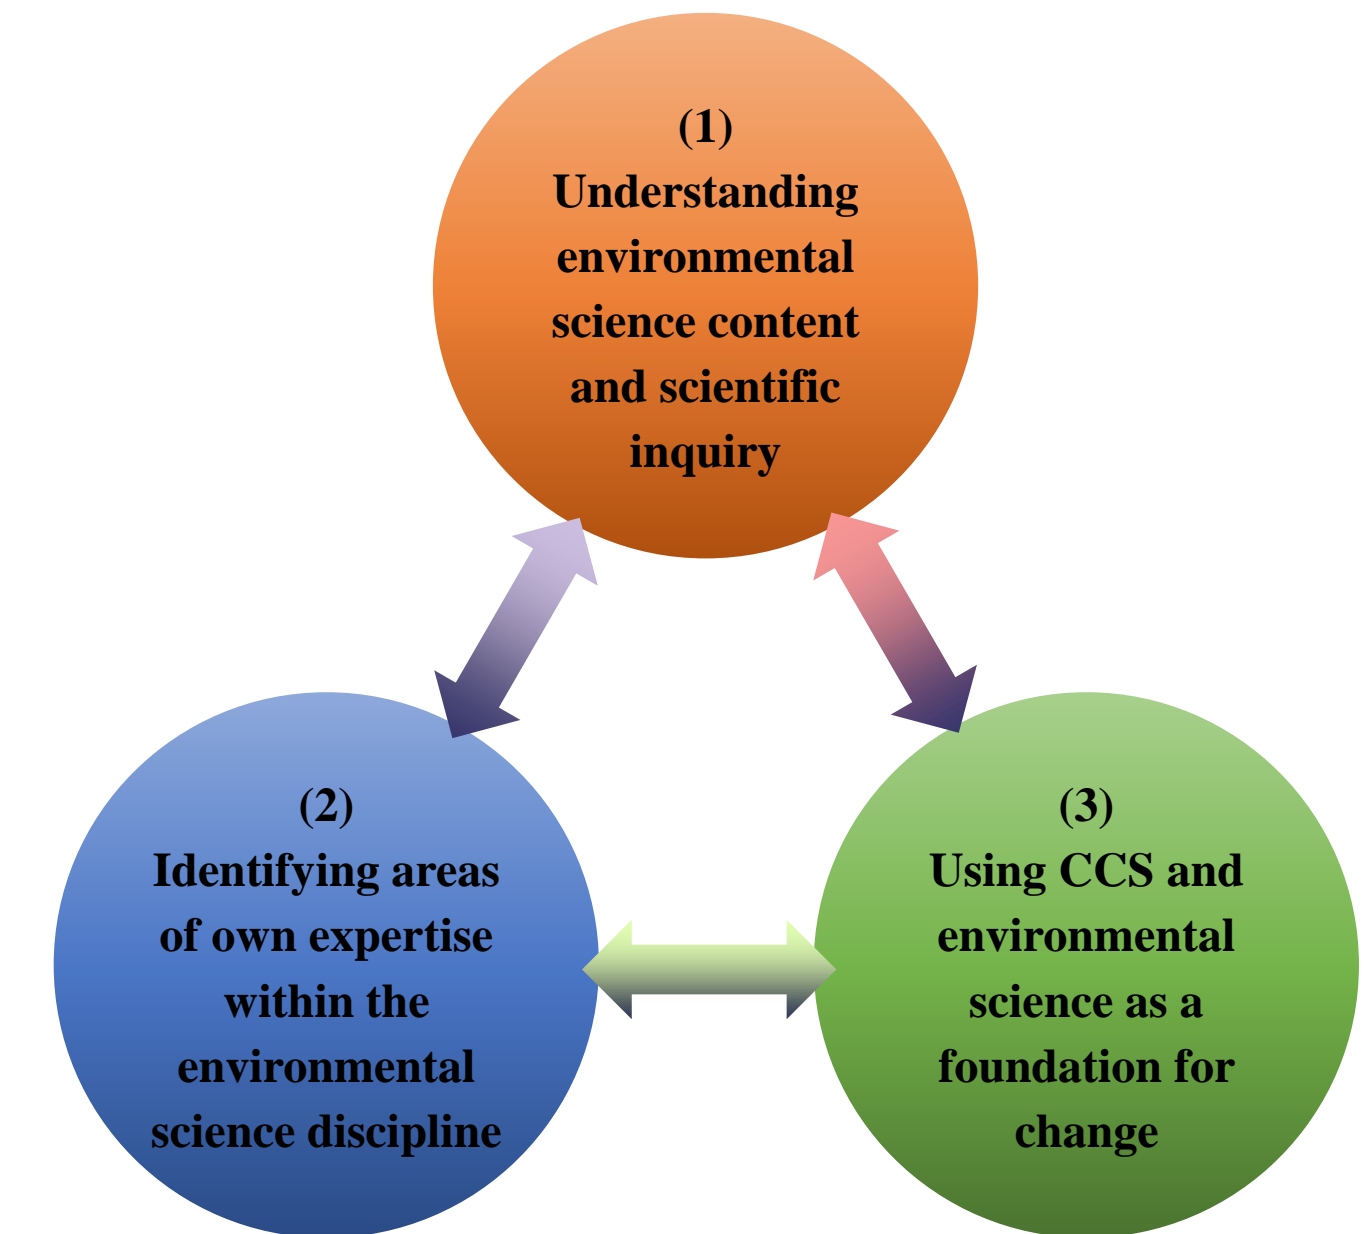 (1)
Understanding
environmental
science content
and scientific
inquiry
(2)
Identifying areas
of own expertise
within the
environmental
science discipline
(3)
Using CCS and
environmental
science as a
foundation for
change